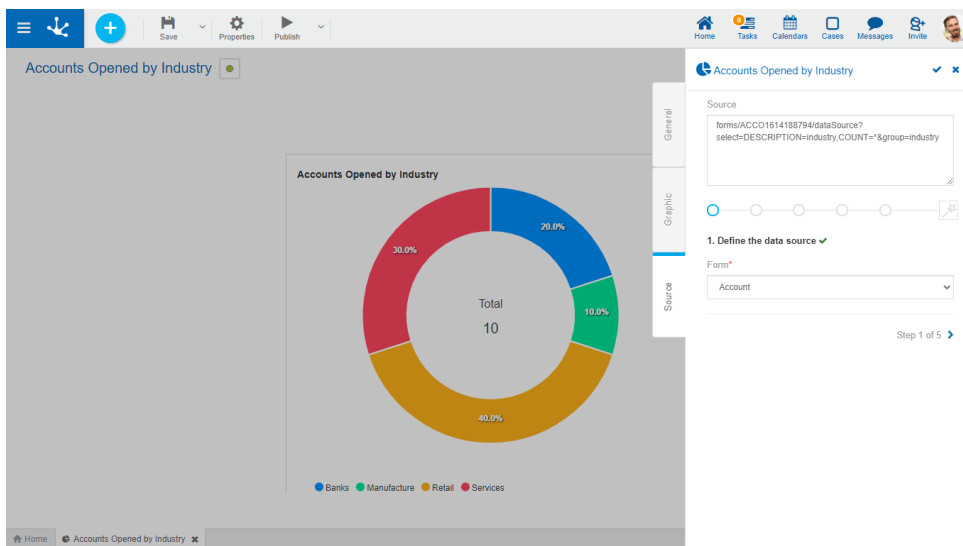 Save
Properties
Publish
Home
9
Tasks
Calendars
Cases
Messages
Invite
Accounts Opened by Industry
Accounts Opened by Industry
20.0%
30.0%
10.0%
Total
10
40.0%
Banks
Manufacture
Retail
Services
General
Graphic
Source
Accounts Opened by Industry
Source
forms/ACCO1614188794/dataSource?
select=DESCRIPTION=industry,COUNT=*&group=industry
1. Define the data source
Form*
Account
Step 1 of 5
Home
Accounts Opened by Industry